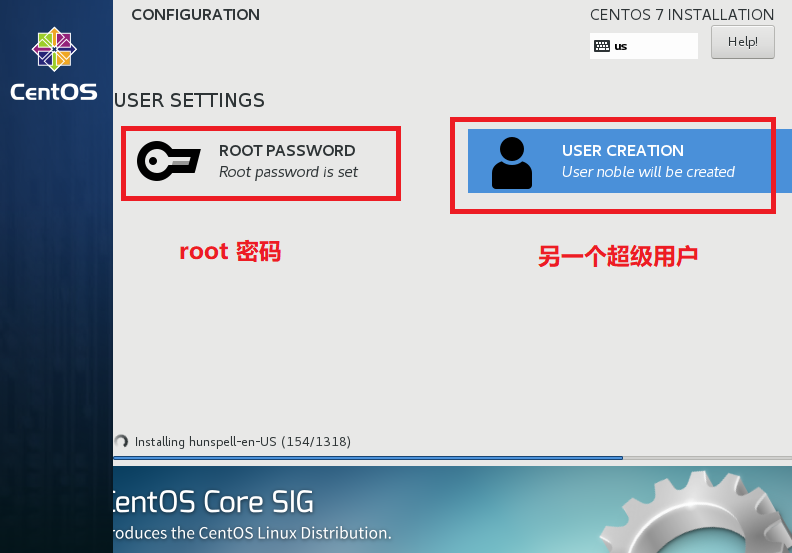 CONFIGURATION
CENTOS 7 INSTALLATION
us
Help!
CentOS
USER SETTINGS
ROOT PASSWORD
Root password is set
USER CREATION
User noble will be created
root 密码
另一个超级用户
Installing hunspell-en-US (154/1318)
CentOS Core SIG
roduces the CentOS Linux Distribution.